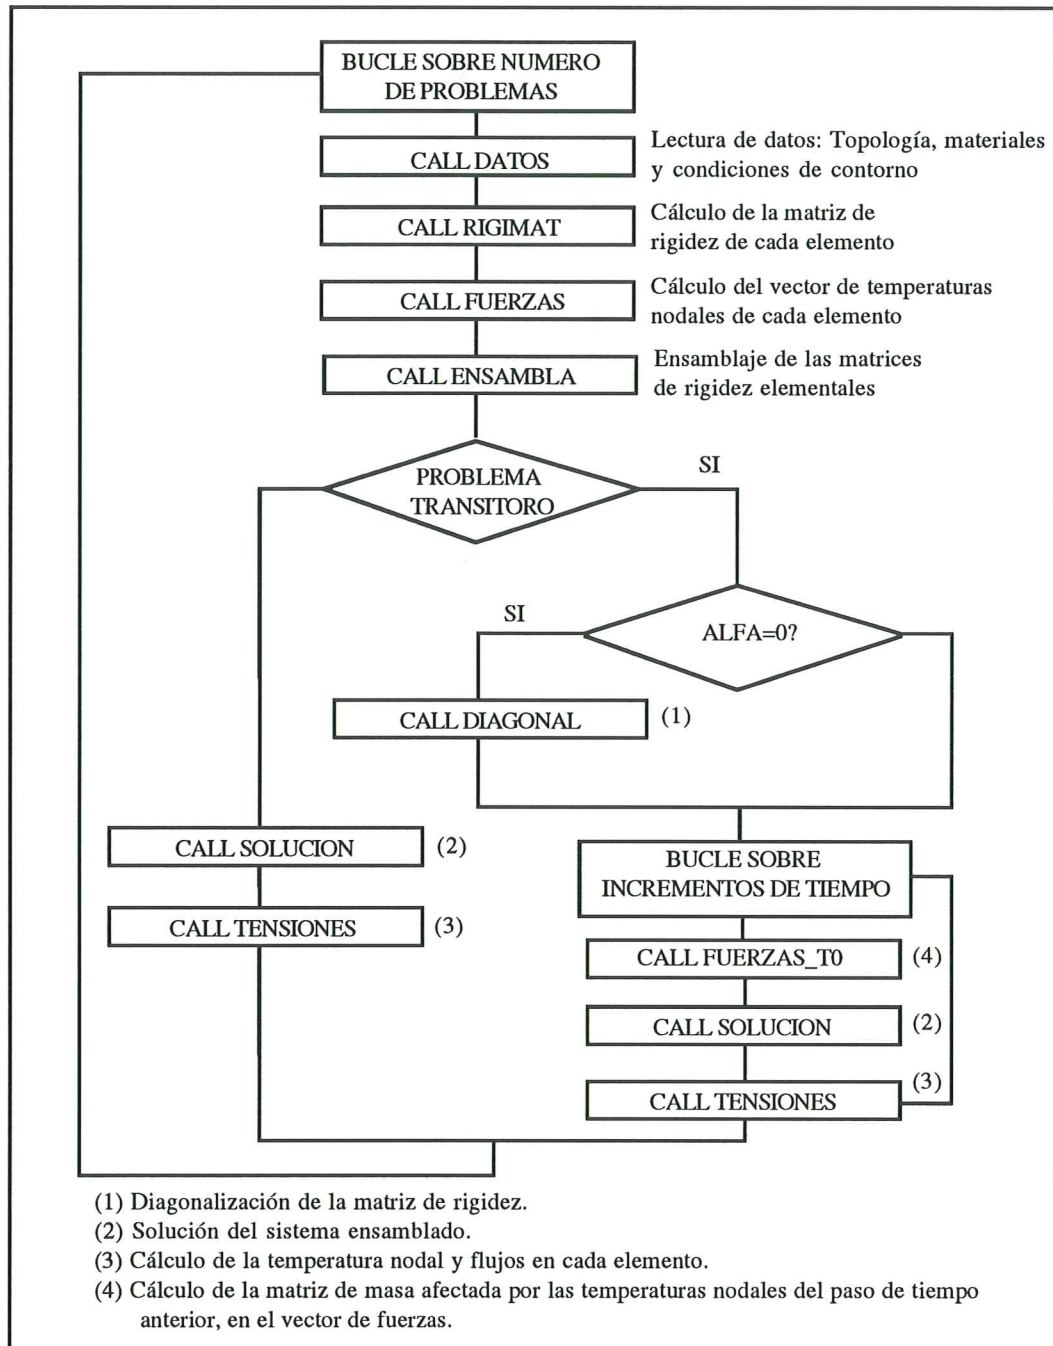 BUCLE SOBRE NUMERO
DE PROBLEMAS
CALL DATOS
Lectura de datos: Topología, materiales
y condiciones de contorno
CALL RIGIMAT
Cálculo de la matriz de
rigidez de cada elemento
CALL FUERZAS
Cálculo del vector de temperaturas
nodales de cada elemento
CALL ENSAMBLA
Ensamblaje de las matrices
de rigidez elementales
PROBLEMA
TRANSITORO
SI
SI
ALFA=0?
CALL DIAGONAL
(1)
CALL SOLUCION
(2)
CALL TENSIONES
(3)
BUCLE SOBRE
INCREMENTOS DE TIEMPO
CALL FUERZAS_T0
(4)
CALL SOLUCION
(2)
CALL TENSIONES
(3)
(1) Diagonalización de la matriz de rigidez.
(2) Solución del sistema ensamblado.
(3) Cálculo de la temperatura nodal y flujos en cada elemento.
(4) Cálculo de la matriz de masa afectada por las temperaturas nodales del paso de tiempo
anterior, en el vector de fuerzas.